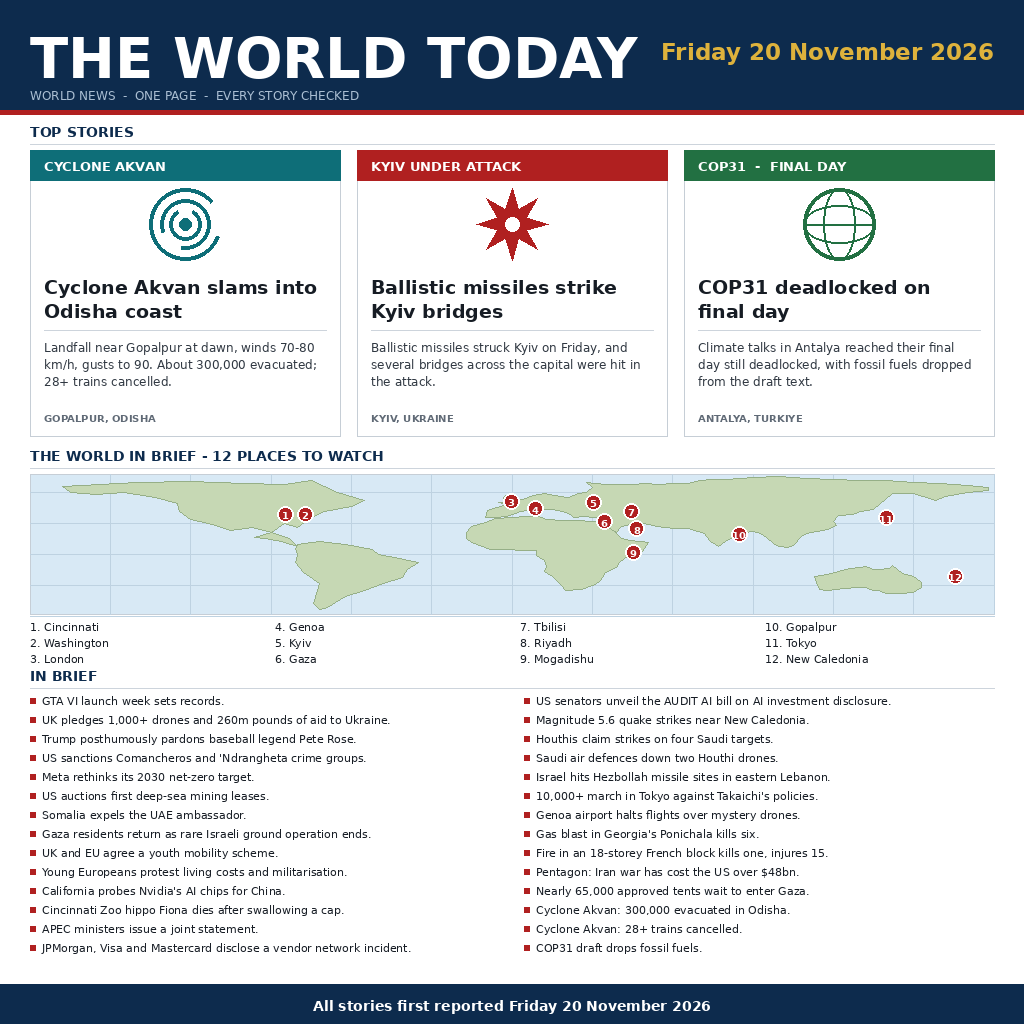 THE WORLD TODAY
Friday 20 November 2026
WORLD NEWS - ONE PAGE - EVERY STORY CHECKED
TOP STORIES
CYCLONE AKVAN
Cyclone Akvan slams into
Odisha coast
Landfall near Gopalpur at dawn, winds 70-80
km/h, gusts to 90. About 300,000 evacuated;
28+ trains cancelled.
GOPALPUR, ODISHA
KYIV UNDER ATTACK
Ballistic missiles strike
Kyiv bridges
Ballistic missiles struck Kyiv on Friday, and
several bridges across the capital were hit in
the attack.
KYIV, UKRAINE
COP31 - FINAL DAY
COP31 deadlocked on
final day
Climate talks in Antalya reached their final
day still deadlocked, with fossil fuels dropped
from the draft text.
ANTALYA, TURKIYE
THE WORLD IN BRIEF - 12 PLACES TO WATCH
1
2
3
4
5
6
7
8
9
10
11
12
1. Cincinnati
2. Washington
3. London
4. Genoa
5. Kyiv
6. Gaza
7. Tbilisi
8. Riyadh
9. Mogadishu
10. Gopalpur
11. Tokyo
12. New Caledonia
IN BRIEF
GTA VI launch week sets records.
UK pledges 1,000+ drones and 260m pounds of aid to Ukraine.
Trump posthumously pardons baseball legend Pete Rose.
US sanctions Comancheros and 'Ndrangheta crime groups.
Meta rethinks its 2030 net-zero target.
US auctions first deep-sea mining leases.
Somalia expels the UAE ambassador.
Gaza residents return as rare Israeli ground operation ends.
UK and EU agree a youth mobility scheme.
Young Europeans protest living costs and militarisation.
California probes Nvidia's AI chips for China.
Cincinnati Zoo hippo Fiona dies after swallowing a cap.
APEC ministers issue a joint statement.
JPMorgan, Visa and Mastercard disclose a vendor network incident.
US senators unveil the AUDIT AI bill on AI investment disclosure.
Magnitude 5.6 quake strikes near New Caledonia.
Houthis claim strikes on four Saudi targets.
Saudi air defences down two Houthi drones.
Israel hits Hezbollah missile sites in eastern Lebanon.
10,000+ march in Tokyo against Takaichi's policies.
Genoa airport halts flights over mystery drones.
Gas blast in Georgia's Ponichala kills six.
Fire in an 18-storey French block kills one, injures 15.
Pentagon: Iran war has cost the US over $48bn.
Nearly 65,000 approved tents wait to enter Gaza.
Cyclone Akvan: 300,000 evacuated in Odisha.
Cyclone Akvan: 28+ trains cancelled.
COP31 draft drops fossil fuels.
All stories first reported Friday 20 November 2026